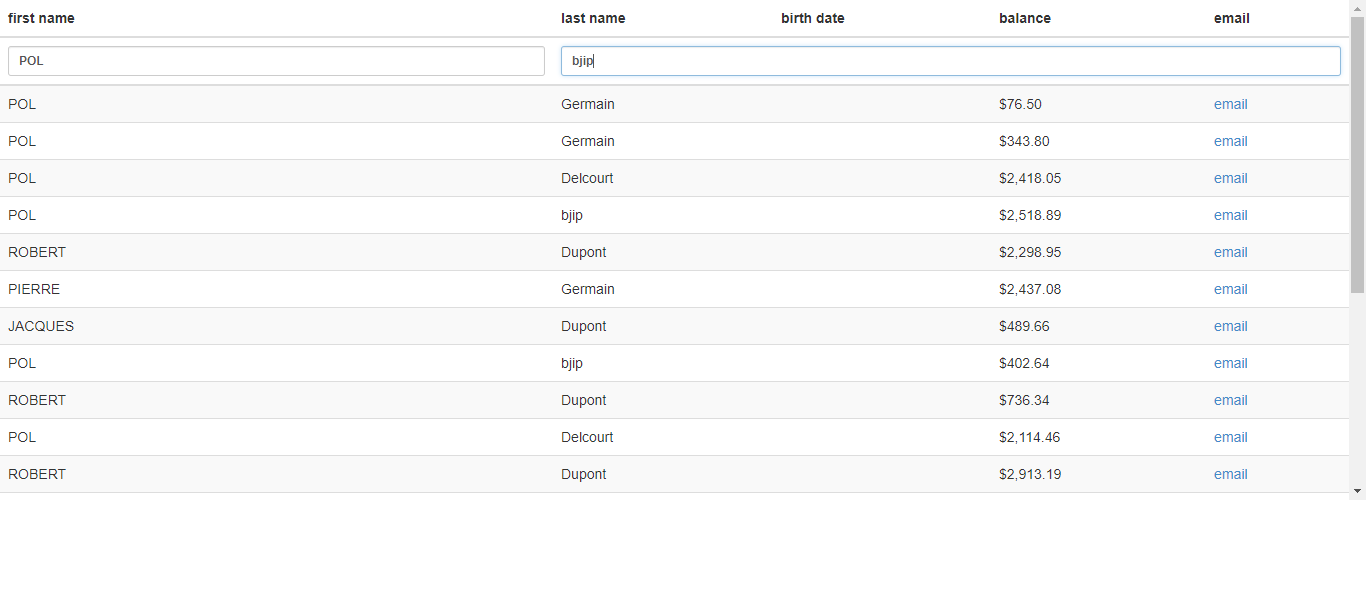 first name last name birth date balance email
POL bjip
POL Germain $76.50 email
POL Germain $343.80 email
POL Delcourt $2,418.05 email
POL bjip $2,518.89 email
ROBERT Dupont $2,298.95 email
PIERRE Germain $2,437.08 email
JACQUES Dupont $489.66 email
POL bjip $402.64 email
ROBERT Dupont $736.34 email
POL Delcourt $2,114.46 email
ROBERT Dupont $2,913.19 email